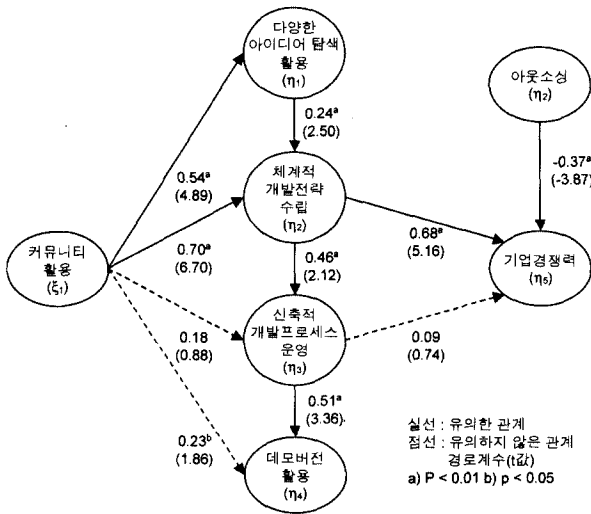 다양한
아이디어 탐색
활용
(η₁)
아웃소싱
(η₂)
0.24ᵃ
(2.50)
-0.37ᵃ
(-3.87)
0.54ᵃ
(4.89)
체계적
개발전략
수립
(η₂)
0.70ᵃ
(6.70)
0.68ᵃ
(5.16)
커뮤니티
활용
(ξ₁)
0.46ᵃ
(2.12)
기업경쟁력
(η₅)
0.18
(0.88)
신축적
개발프로세스
운영
(η₃)
0.09
(0.74)
0.51ᵃ
(3.36)
0.23ᵇ
(1.86)
데모버전
활용
(η₄)
실선 : 유의한 관계
점선 : 유의하지 않은 관계
경로계수(t값)
a) P < 0.01 b) p < 0.05